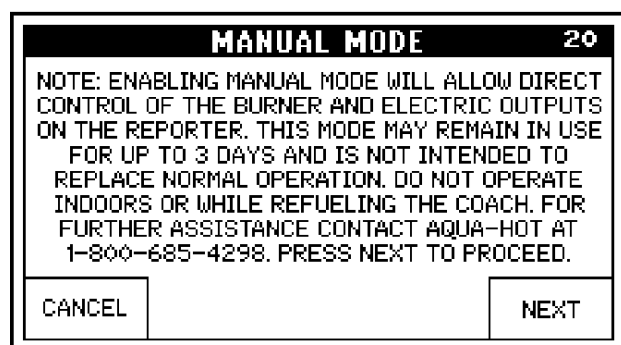 MANUAL MODE 20
NOTE: ENABLING MANUAL MODE WILL ALLOW DIRECT
CONTROL OF THE BURNER AND ELECTRIC OUTPUTS
ON THE REPORTER. THIS MODE MAY REMAIN IN USE
FOR UP TO 3 DAYS AND IS NOT INTENDED TO
REPLACE NORMAL OPERATION. DO NOT OPERATE
INDOORS OR WHILE REFUELING THE COACH. FOR
FURTHER ASSISTANCE CONTACT AQUA-HOT AT
1-800-685-4298. PRESS NEXT TO PROCEED.
CANCEL NEXT